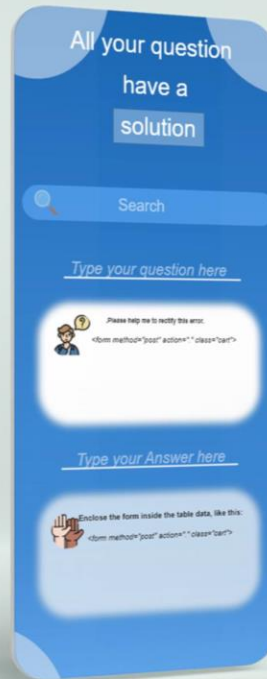 All your question
have a
solution
Search
Type your question here
?
.Please help me to rectify this error.
<form method="post" action="." class="cart">
Type your Answer here
Enclose the form inside the table data, like this:
<form method="post" action="." class="cart">